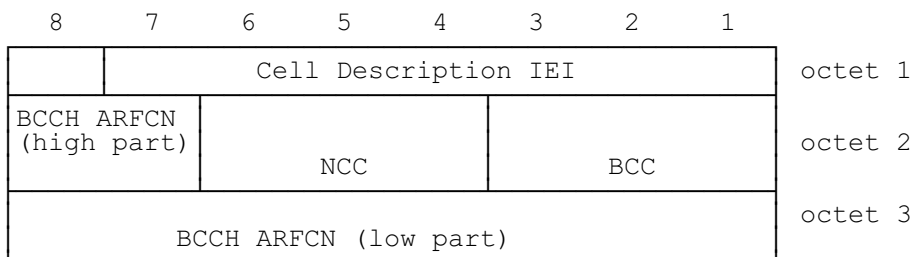 8 7 6 5 4 3 2 1
Cell Description IEI octet 1
BCCH ARFCN
(high part) octet 2
NCC BCC
octet 3
BCCH ARFCN (low part)